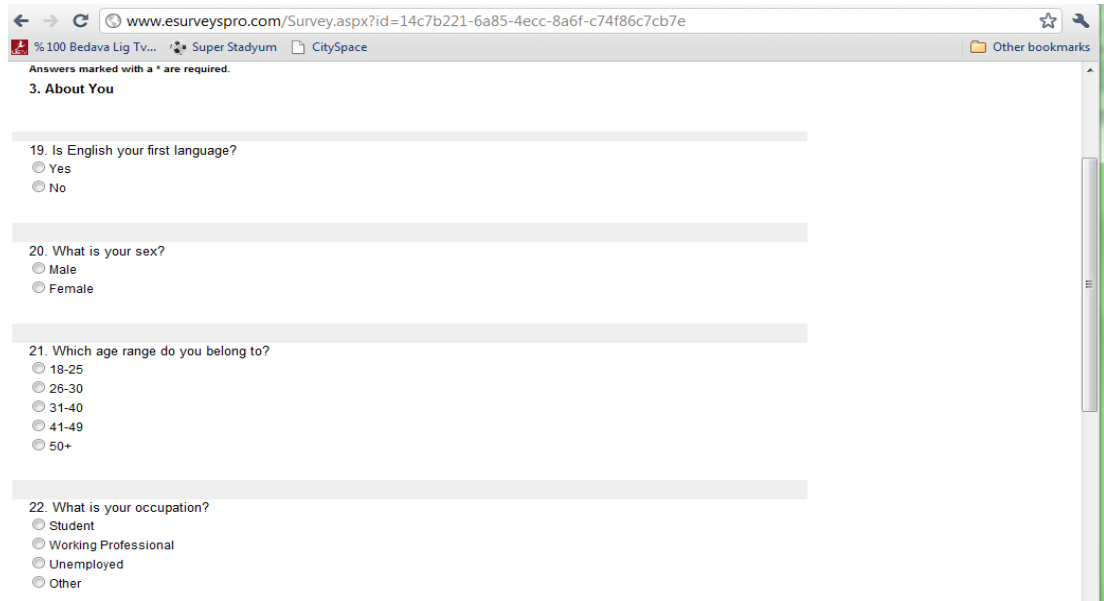 www.esurveyspro.com/Survey.aspx?id=14c7b221-6a85-4ecc-8a6f-c74f86c7cb7e
%100 Bedava Lig Tv... Super Stadyum CitySpace Other bookmarks
Answers marked with a * are required.
3. About You
19. Is English your first language?
Yes
No
20. What is your sex?
Male
Female
21. Which age range do you belong to?
18-25
26-30
31-40
41-49
50+
22. What is your occupation?
Student
Working Professional
Unemployed
Other